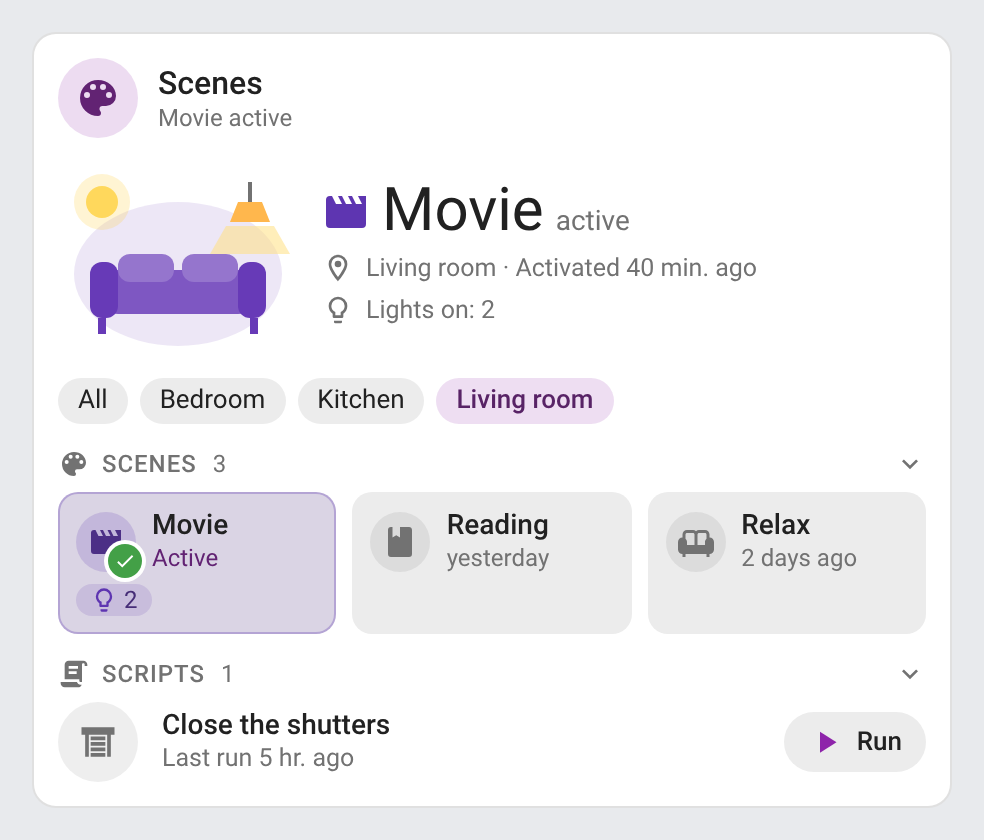 Scenes
Movie active
Movie active
Living room · Activated 40 min. ago
Lights on: 2
All Bedroom Kitchen Living room
SCENES 3
Movie Reading Relax
Active yesterday 2 days ago
2
SCRIPTS 1
Close the shutters
Last run 5 hr. ago
Run